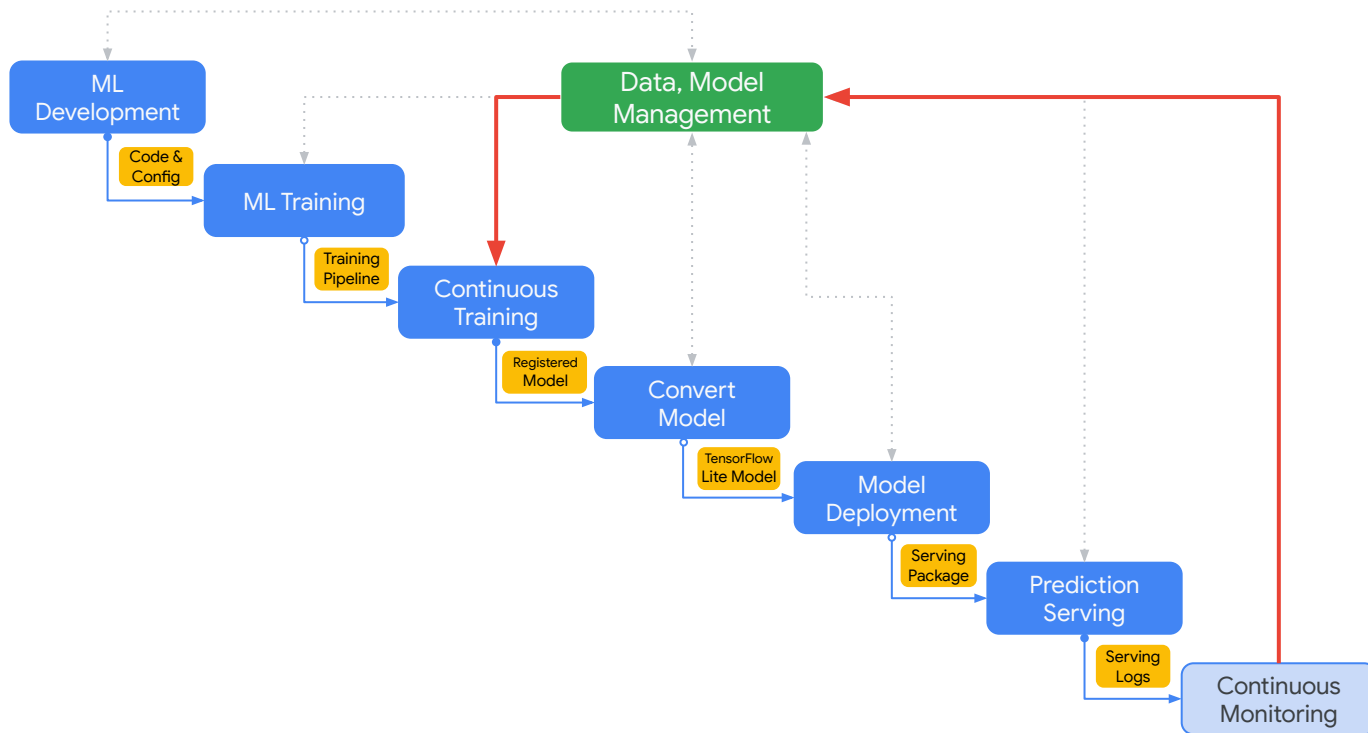 ML
Development
Data, Model
Management
Code &
Config
ML Training
Training
Pipeline
Continuous
Training
Registered
Model
Convert
Model
TensorFlow
Lite Model
Model
Deployment
Serving
Package
Prediction
Serving
Serving
Logs
Continuous
Monitoring